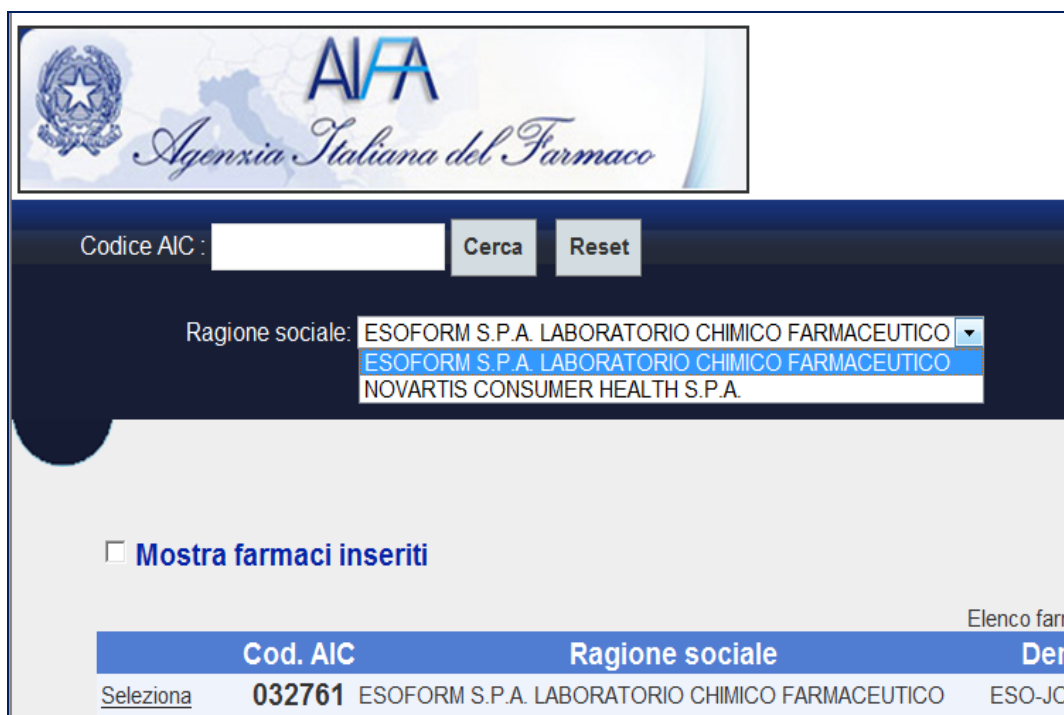 AIFA
Agenzia Italiana del Farmaco
Codice AIC : Cerca Reset
Ragione sociale: ESOFORM S.P.A. LABORATORIO CHIMICO FARMACEUTICO
ESOFORM S.P.A. LABORATORIO CHIMICO FARMACEUTICO
NOVARTIS CONSUMER HEALTH S.P.A.
Mostra farmaci inseriti
Elenco
Cod. AIC Ragione sociale
Seleziona 032761 ESOFORM S.P.A. LABORATORIO CHIMICO FARMACEUTICO